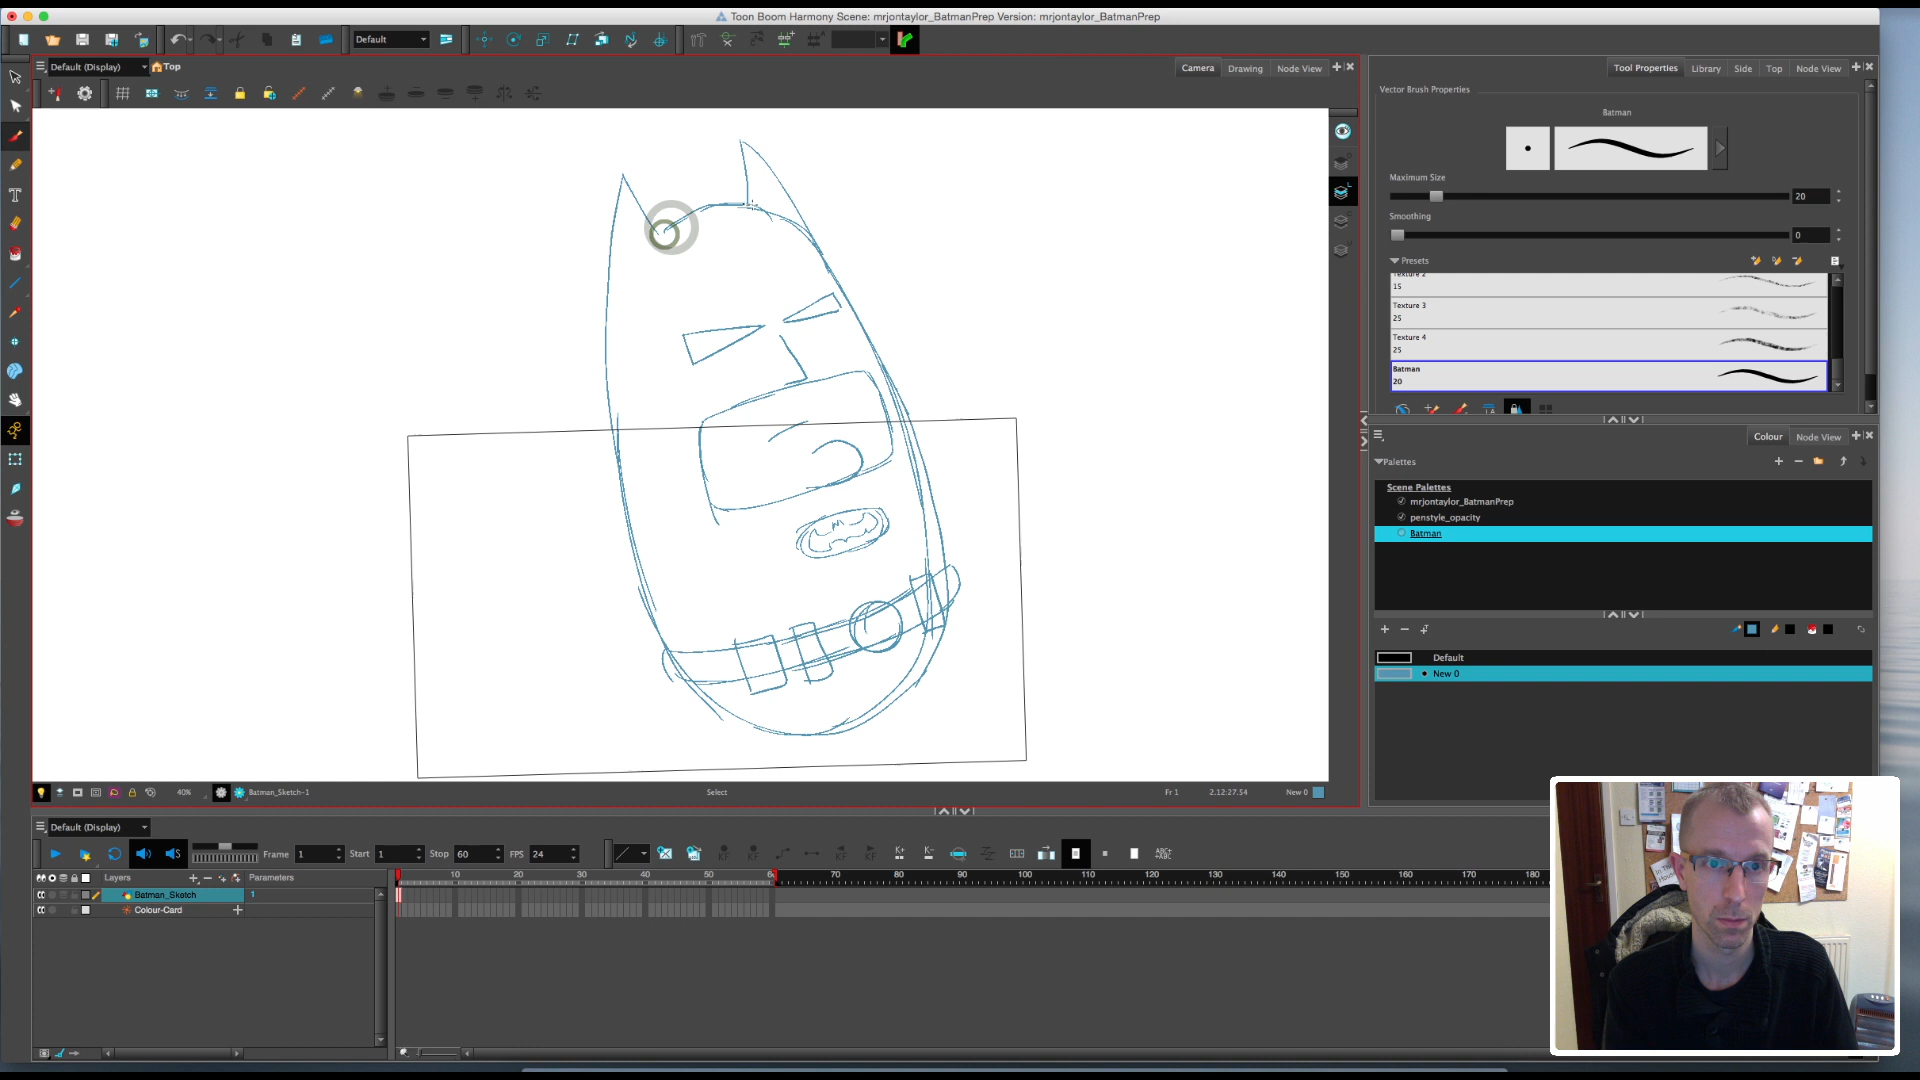 Toon Boom Harmony Scene: mrjontaylor_BatmanPrep Version: mrjontaylor_BatmanPrep
Default
Default (Display)
Top
Camera
Drawing
Node View
Tool Properties
Library
Side
Top
Node View
Vector Brush Properties
Batman
Maximum Size
20
Smoothing
0
Presets
Texture 2
15
Texture 3
25
Texture 4
25
Batman
20
Colour
Node View
Palettes
Scene Palettes
mrjontaylor_BatmanPrep
penstyle_opacity
Batman
Default
New 0
40%
Batman_Sketch-1
Select
Fr 1
2.12:27.54
New 0
Default (Display)
Frame 1
Start 1
Stop 60
FPS 24
Layers
Parameters
10 20 30 40 50 70 80 90 100 110 120 130 140 150 160 170 180
Batman_Sketch
1
Colour-Card